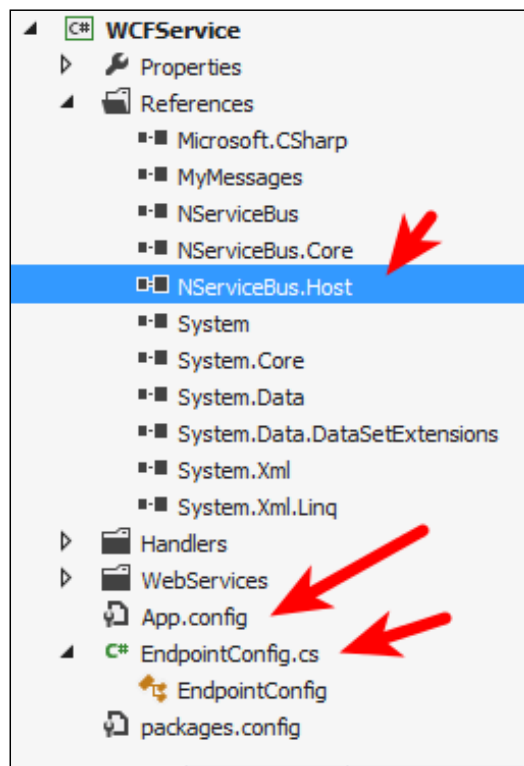 C# WCFService
Properties
References
Microsoft.CSharp
MyMessages
NServiceBus
NServiceBus.Core
NServiceBus.Host
System
System.Core
System.Data
System.Data.DataSetExtensions
System.Xml
System.Xml.Linq
Handlers
WebServices
App.config
C# EndpointConfig.cs
EndpointConfig
packages.config